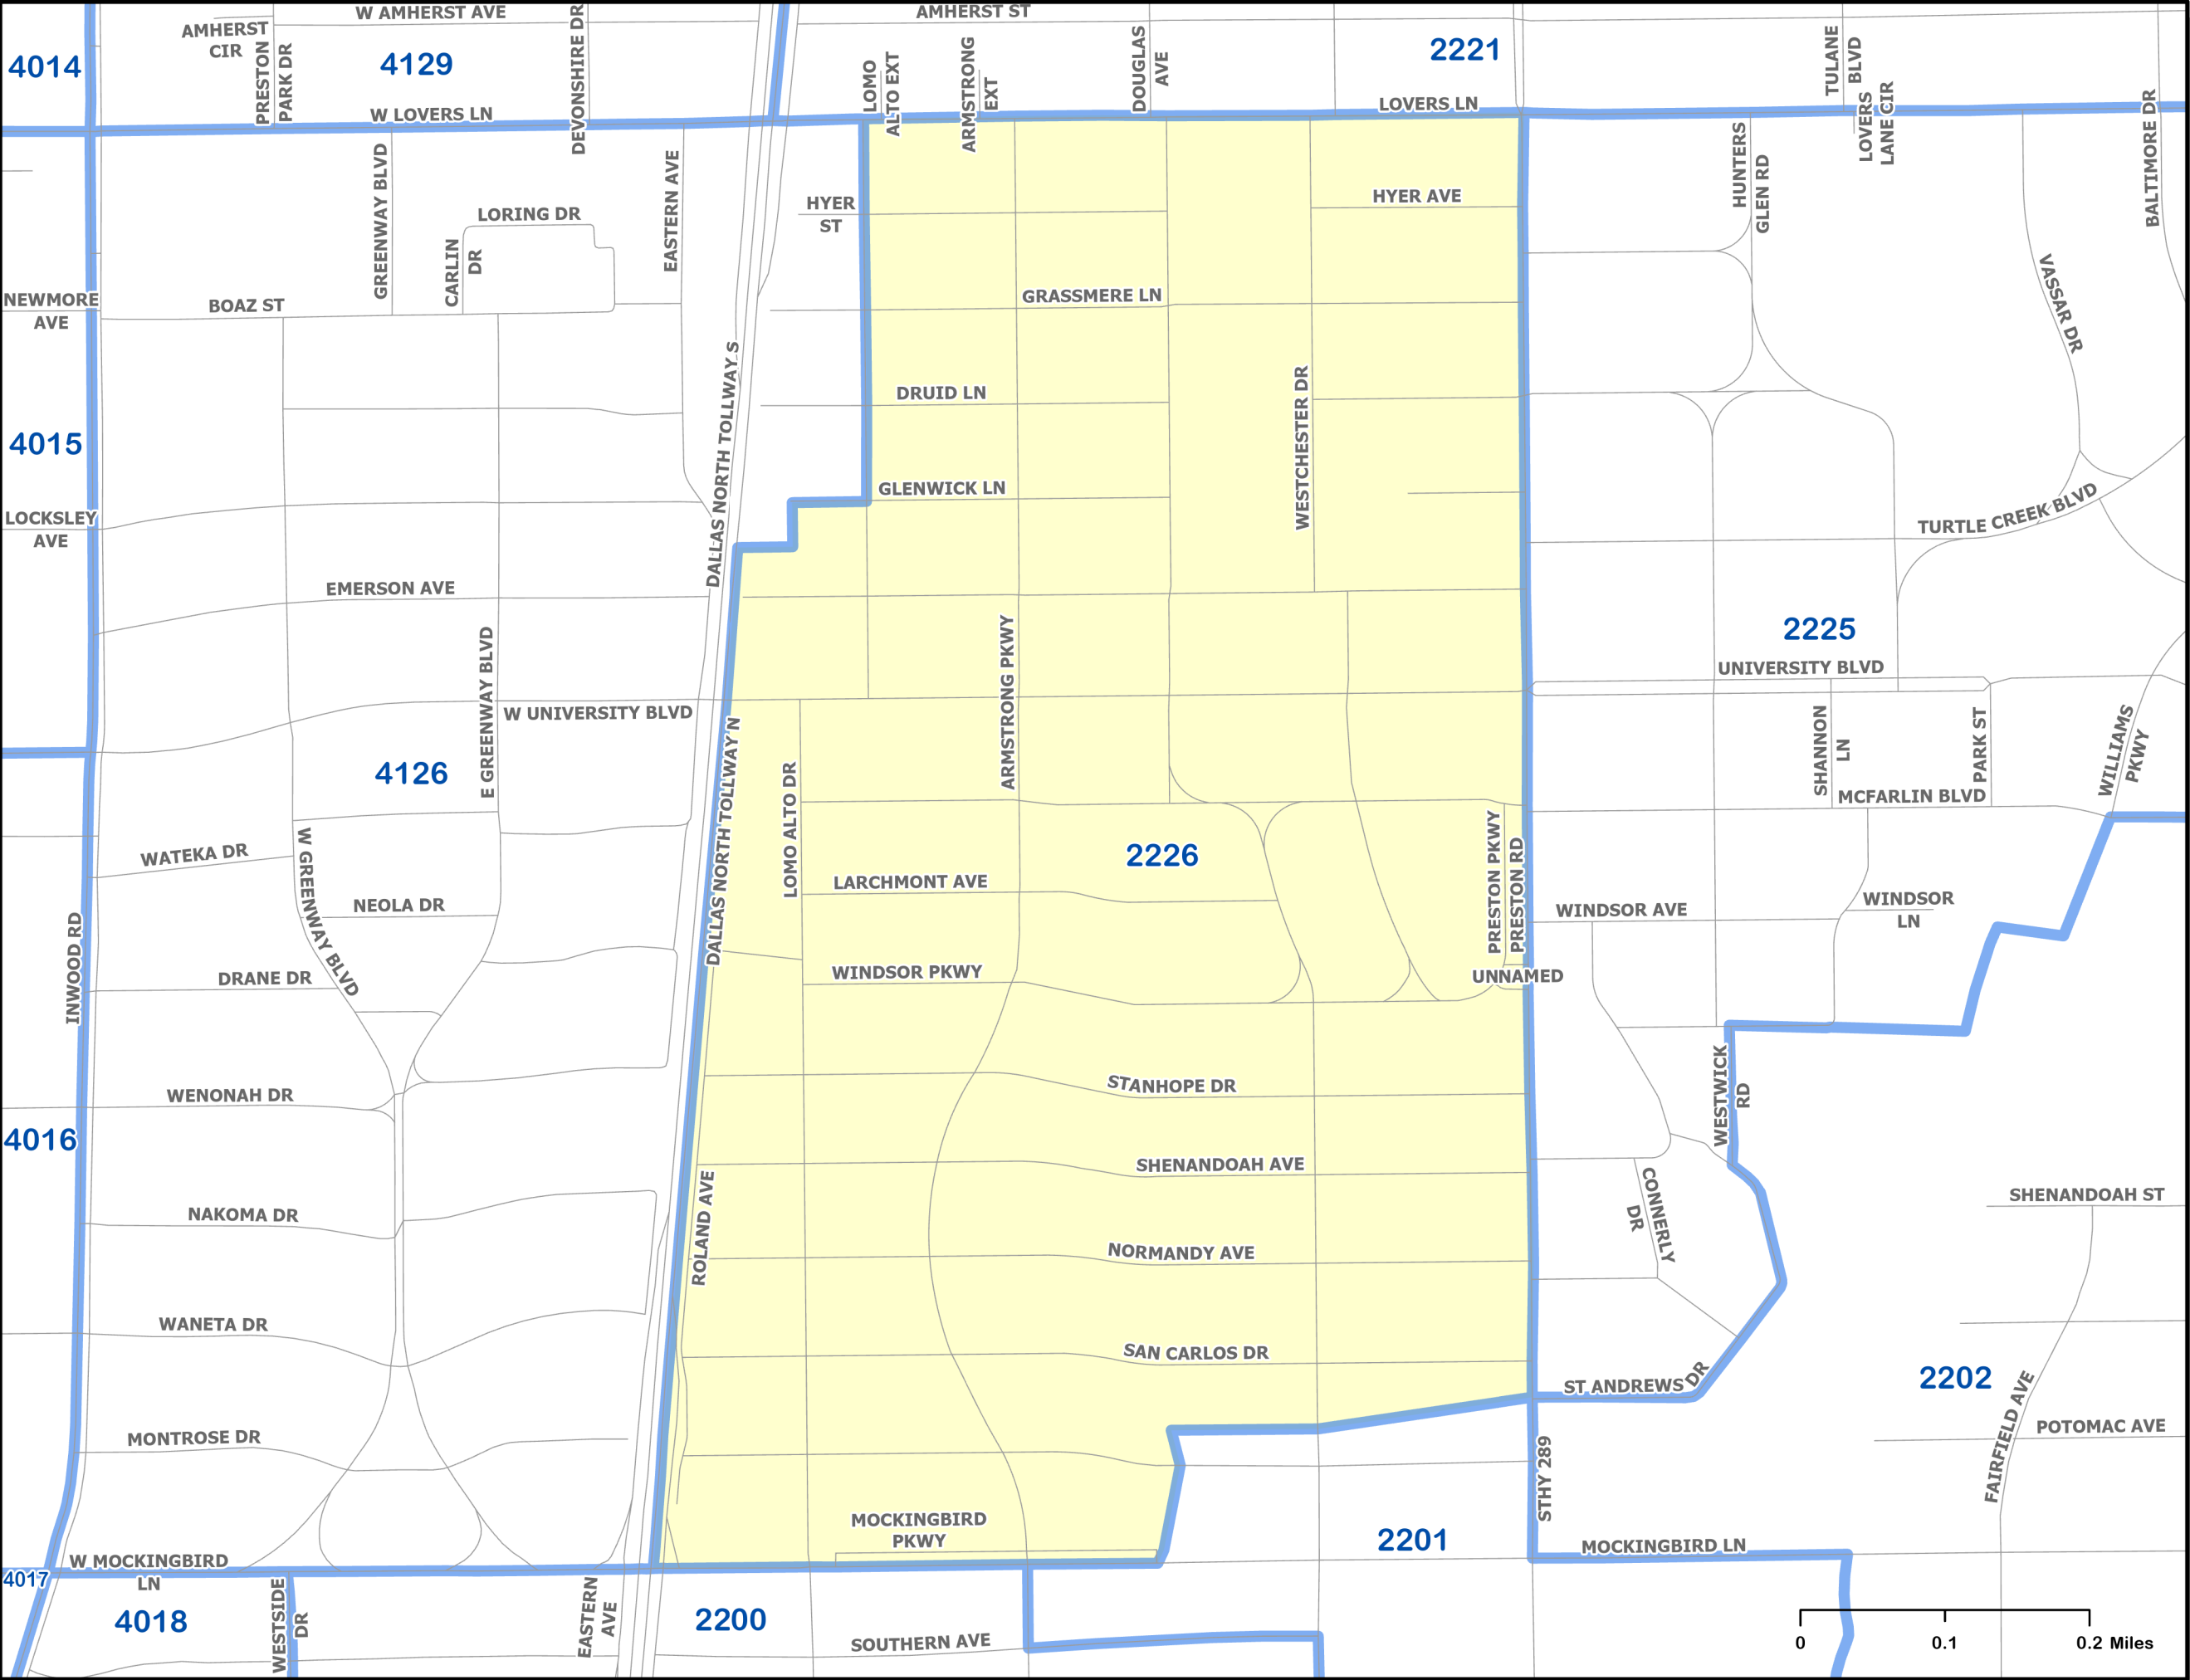 W AMHERST AVE
AMHERST ST
AMHERST
CIR
PRESTON
PARK DR
DEVONSHIRE DR
4014
4129
2221
LOMO
ALTO EXT
ARMSTRONG
EXT
DOUGLAS
AVE
TULANE
BLVD
LOVERS
LANE CIR
BALTIMORE DR
W LOVERS LN
LOVERS LN
GREENWAY BLVD
EASTERN AVE
HUNTERS
GLEN RD
HYER
ST
HYER AVE
LORING DR
CARLIN
DR
VASSAR DR
NEWMORE
AVE
BOAZ ST
GRASSMERE LN
DALLAS NORTH TOLLWAY S
DRUID LN
WESTCHESTER DR
4015
GLENWICK LN
LOCKSLEY
AVE
TURTLE CREEK BLVD
EMERSON AVE
2225
E GREENWAY BLVD
ARMSTRONG PKWY
UNIVERSITY BLVD
W UNIVERSITY BLVD
DALLAS NORTH TOLLWAY N
SHANNON
LN
PARK ST
WILLIAMS
PKWY
4126
LOMO ALTO DR
MCFARLIN BLVD
WATEKA DR
W GREENWAY BLVD
2226
PRESTON PKWY
PRESTON RD
LARCHMONT AVE
NEOLA DR
WINDSOR AVE
WINDSOR
LN
INWOOD RD
DRANE DR
WINDSOR PKWY
UNNAMED
WENONAH DR
STANHOPE DR
WESTWICK
RD
4016
SHENANDOAH AVE
ROLAND AVE
CONNERLY
DR
SHENANDOAH ST
NAKOMA DR
NORMANDY AVE
WANETA DR
SAN CARLOS DR
ST ANDREWS DR
2202
FAIRFIELD AVE
MONTROSE DR
POTOMAC AVE
STHY 289
MOCKINGBIRD
PKWY
2201
MOCKINGBIRD LN
W MOCKINGBIRD
LN
4017
4018
WESTSIDE
DR
EASTERN
AVE
2200
SOUTHERN AVE
0 0.1 0.2 Miles